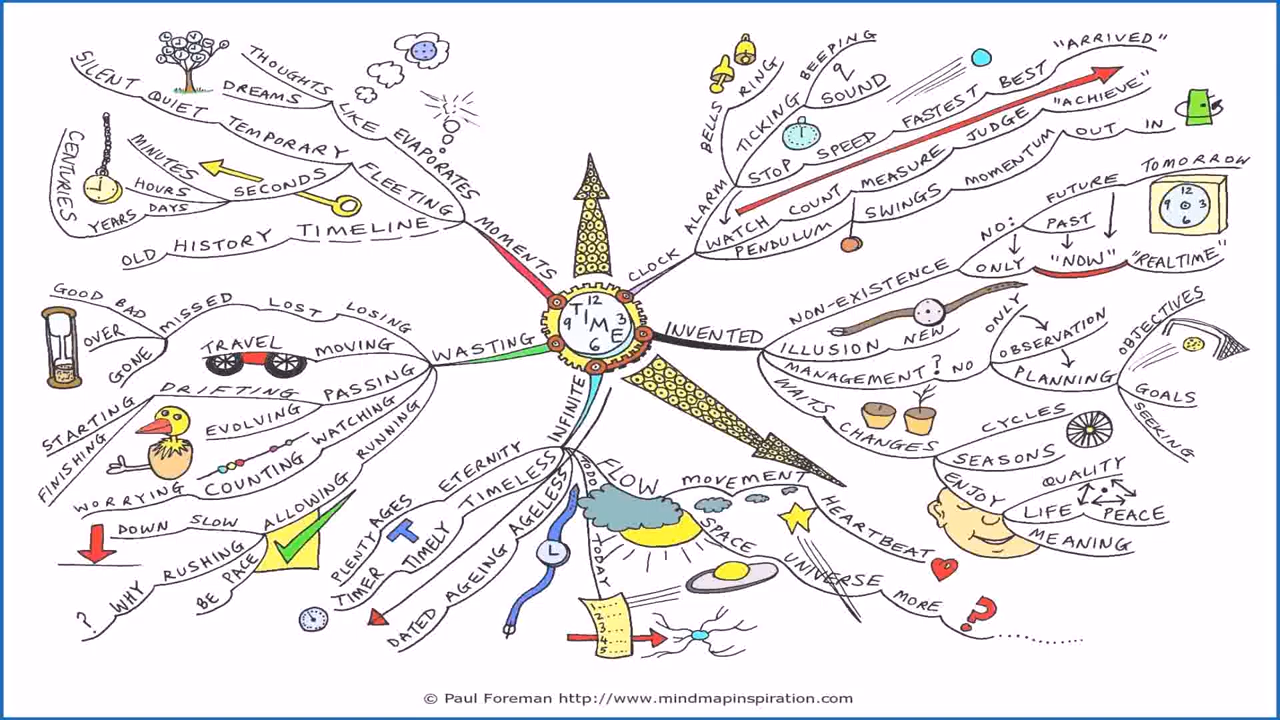 12
TIME
9
3
6
MOMENTS
EVAPORATES
LIKE
THOUGHTS
DREAMS
FLEETING
TEMPORARY
QUIET
SILENT
SECONDS
MINUTES
HOURS
DAYS
YEARS
CENTURIES
TIMELINE
HISTORY
OLD
CLOCK
ALARM
BELLS
RING
TICKING
BEEPING
?
SOUND
STOP SPEED FASTEST BEST "ARRIVED"
WATCH COUNT MEASURE JUDGE "ACHIEVE"
PENDULUM SWINGS MOMENTUM OUT IN
INVENTED
NON-EXISTENCE
NO:
FUTURE
TOMORROW
PAST
ONLY "NOW" "REALTIME"
12
9
3
6
ILLUSION NEW
MANAGEMENT? NO
ONLY
OBSERVATION
PLANNING
OBJECTIVES
GOALS
SEEKING
WAITS
CHANGES
CYCLES
SEASONS
ENJOY
QUALITY
LIFE
PEACE
MEANING
WASTING
LOSING
LOST
MISSED
GOOD BAD
OVER
GONE
MOVING
TRAVEL
PASSING
DRIFTING
STARTING
FINISHING
EVOLVING
WATCHING
COUNTING
WORRYING
RUNNING
ALLOWING
SLOW
DOWN
RUSHING
WHY
?
PACE
BE
INFINITE
TIMELESS
ETERNITY
AGES
PLENTY
TIMELY
TIMER
AGELESS
AGEING
DATED
TODAY
1
2
3
4
5
FLOW
MOVEMENT
HEARTBEAT
SPACE
UNIVERSE
MORE
?
© Paul Foreman http://www.mindmapinspiration.com